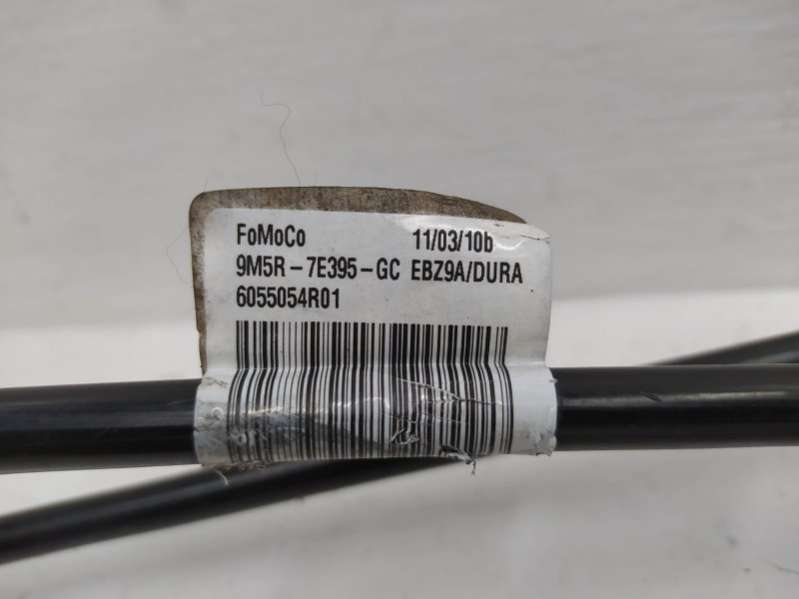 FoMoCo 11/03/10b
9M5R-7E395-GC EBZ9A/DURA
6055054R01